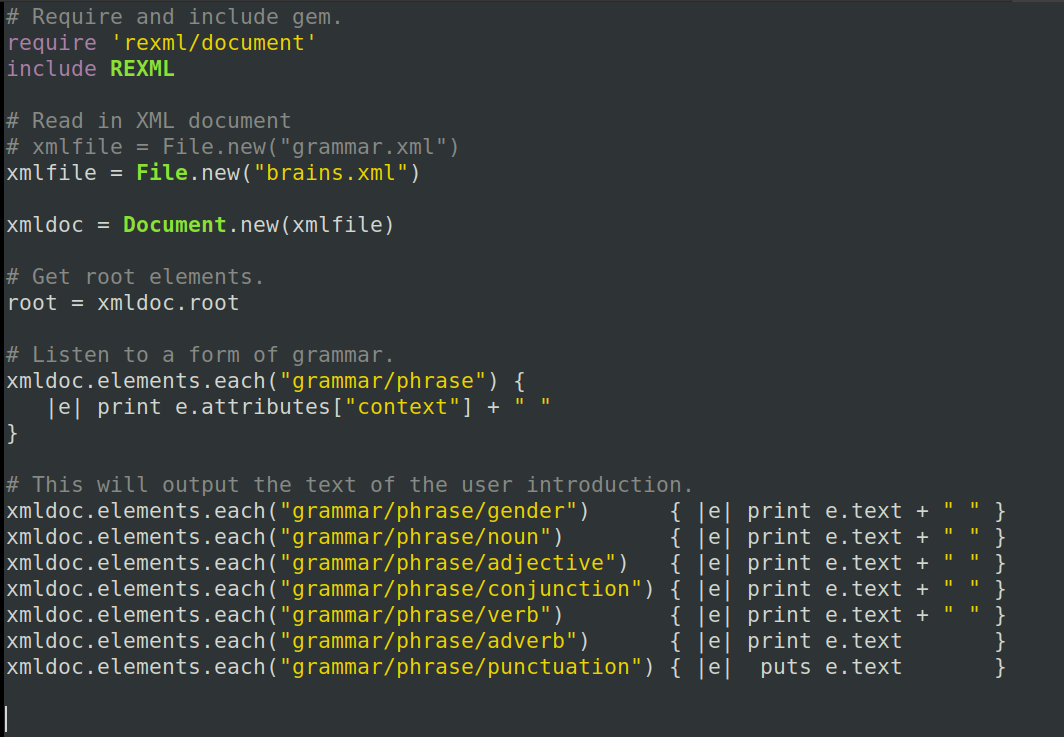 # Require and include gem.
require 'rexml/document'
include REXML

# Read in XML document
# xmlfile = File.new("grammar.xml")
xmlfile = File.new("brains.xml")

xmldoc = Document.new(xmlfile)

# Get root elements.
root = xmldoc.root

# Listen to a form of grammar.
xmldoc.elements.each("grammar/phrase") {
   |e| print e.attributes["context"] + " "
}

# This will output the text of the user introduction.
xmldoc.elements.each("grammar/phrase/gender")      { |e| print e.text + " " }
xmldoc.elements.each("grammar/phrase/noun")        { |e| print e.text + " " }
xmldoc.elements.each("grammar/phrase/adjective")   { |e| print e.text + " " }
xmldoc.elements.each("grammar/phrase/conjunction") { |e| print e.text + " " }
xmldoc.elements.each("grammar/phrase/verb")        { |e| print e.text + " " }
xmldoc.elements.each("grammar/phrase/adverb")      { |e| print e.text       }
xmldoc.elements.each("grammar/phrase/punctuation") { |e|  puts e.text       }